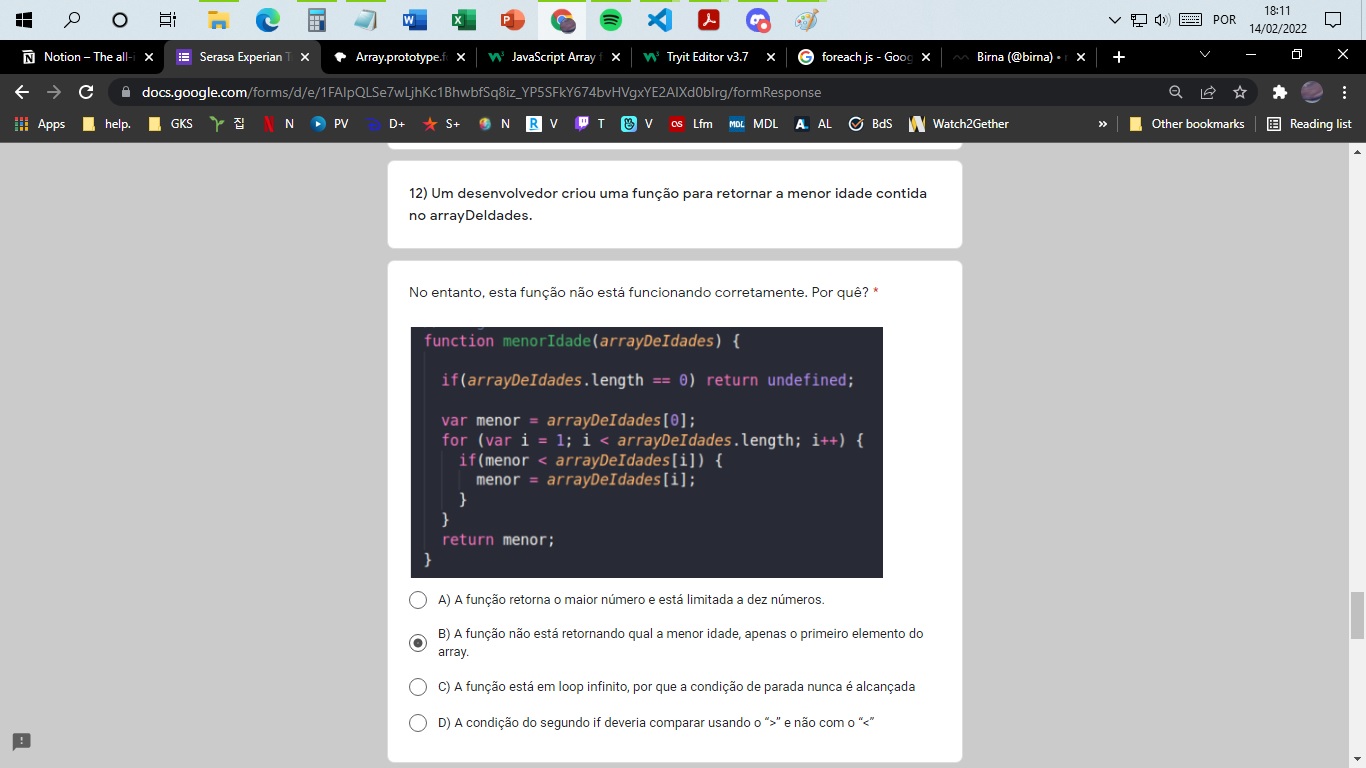 18:11
POR
14/02/2022
Notion – The all-i
Serasa Experian T
Array.prototype.f
JavaScript Array f
Tryit Editor v3.7
foreach js - Goog
Birna (@birna) •
docs.google.com/forms/d/e/1FAIpQLSe7wLjhKc1BhwbfSq8iz_YP5SFkY674bvHVgxYE2AIXd0bIrg/formResponse
Apps help. GKS 집 N PV D+ S+ N V T V Lfm MDL AL BdS Watch2Gether » Other bookmarks Reading list
12) Um desenvolvedor criou uma função para retornar a menor idade contida
no arrayDeIdades.
No entanto, esta função não está funcionando corretamente. Por quê? *
function menorIdade(arrayDeIdades) {
if(arrayDeIdades.length == 0) return undefined;
var menor = arrayDeIdades[0];
for (var i = 1; i < arrayDeIdades.length; i++) {
if(menor < arrayDeIdades[i]) {
menor = arrayDeIdades[i];
}
}
return menor;
}
A) A função retorna o maior número e está limitada a dez números.
B) A função não está retornando qual a menor idade, apenas o primeiro elemento do
array.
C) A função está em loop infinito, por que a condição de parada nunca é alcançada
D) A condição do segundo if deveria comparar usando o “>” e não com o “<”